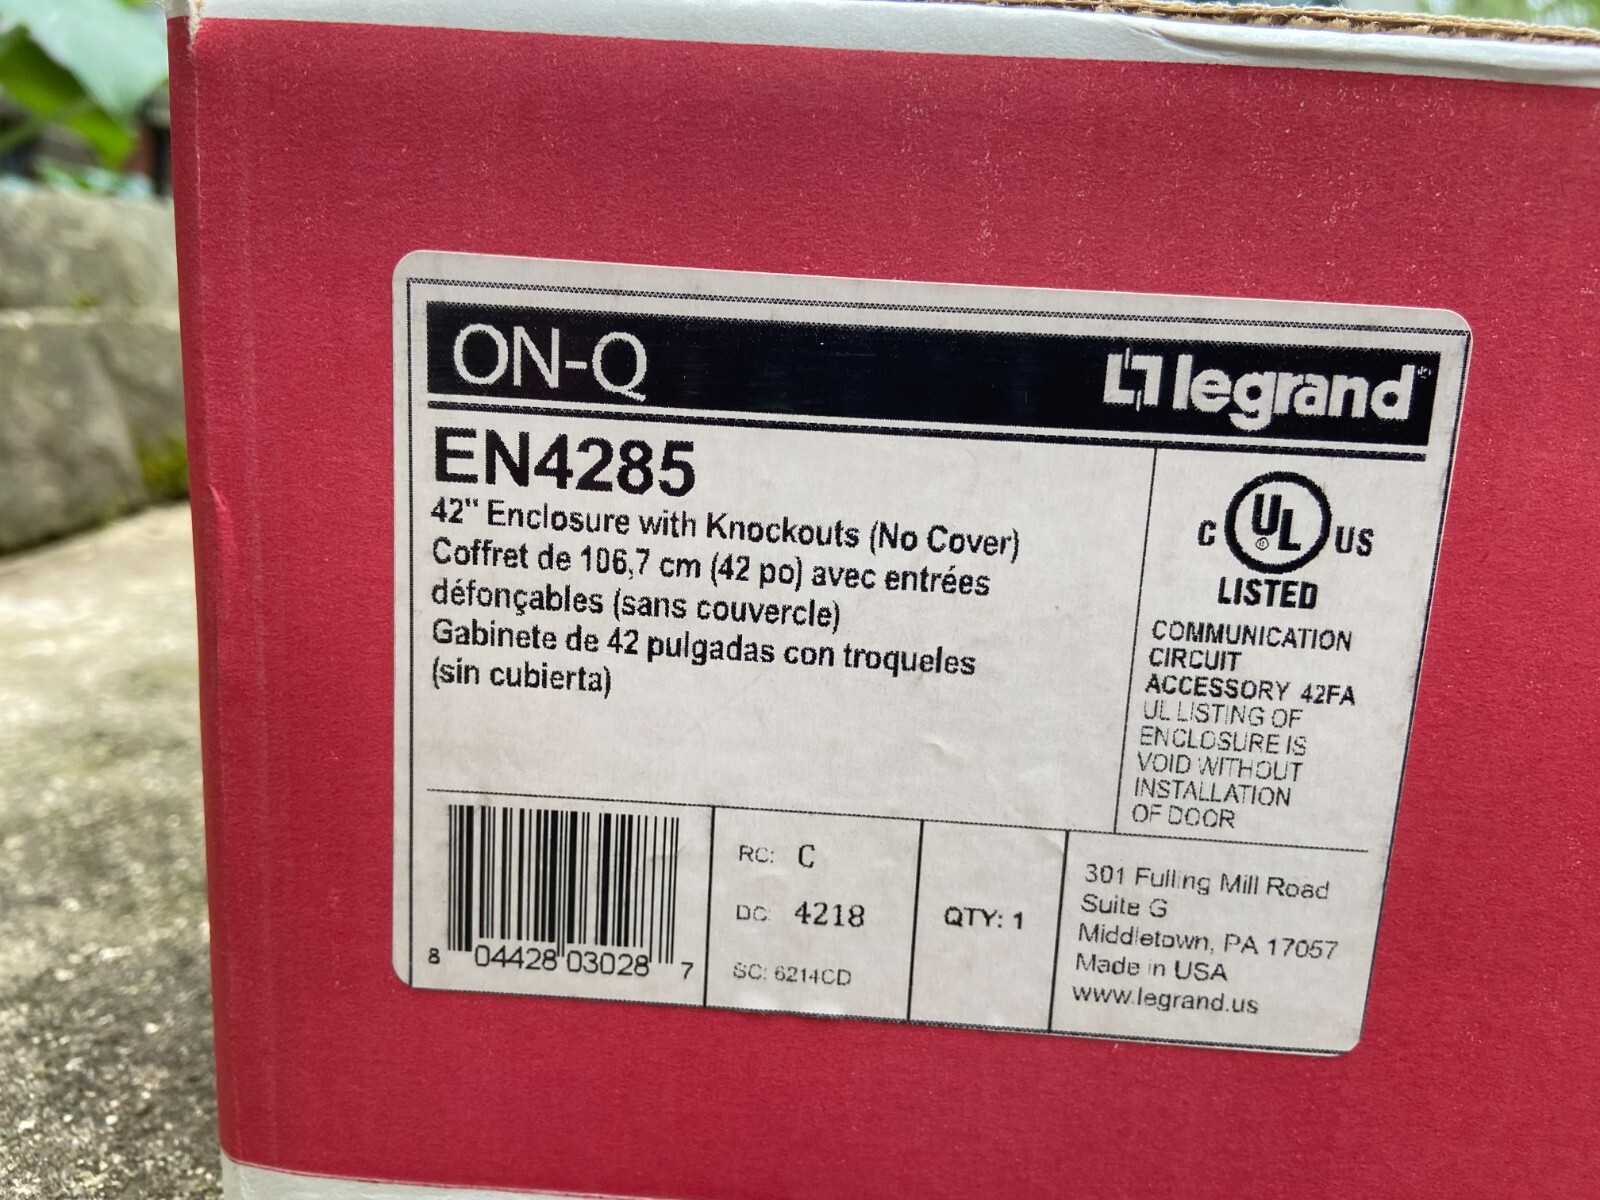 ON-Q
legrand®
EN4285
42" Enclosure with Knockouts (No Cover)
Coffret de 106,7 cm (42 po) avec entrées
défonçables (sans couvercle)
Gabinete de 42 pulgadas con troqueles
(sin cubierta)
C UL US
LISTED
COMMUNICATION
CIRCUIT
ACCESSORY 42FA
UL LISTING OF
ENCLOSURE IS
VOID WITHOUT
INSTALLATION
OF DOOR
8 04428 03028 7
RC: C
DC: 4218
SC: 6214CD
QTY: 1
301 Fulling Mill Road
Suite G
Middletown, PA 17057
Made in USA
www.legrand.us